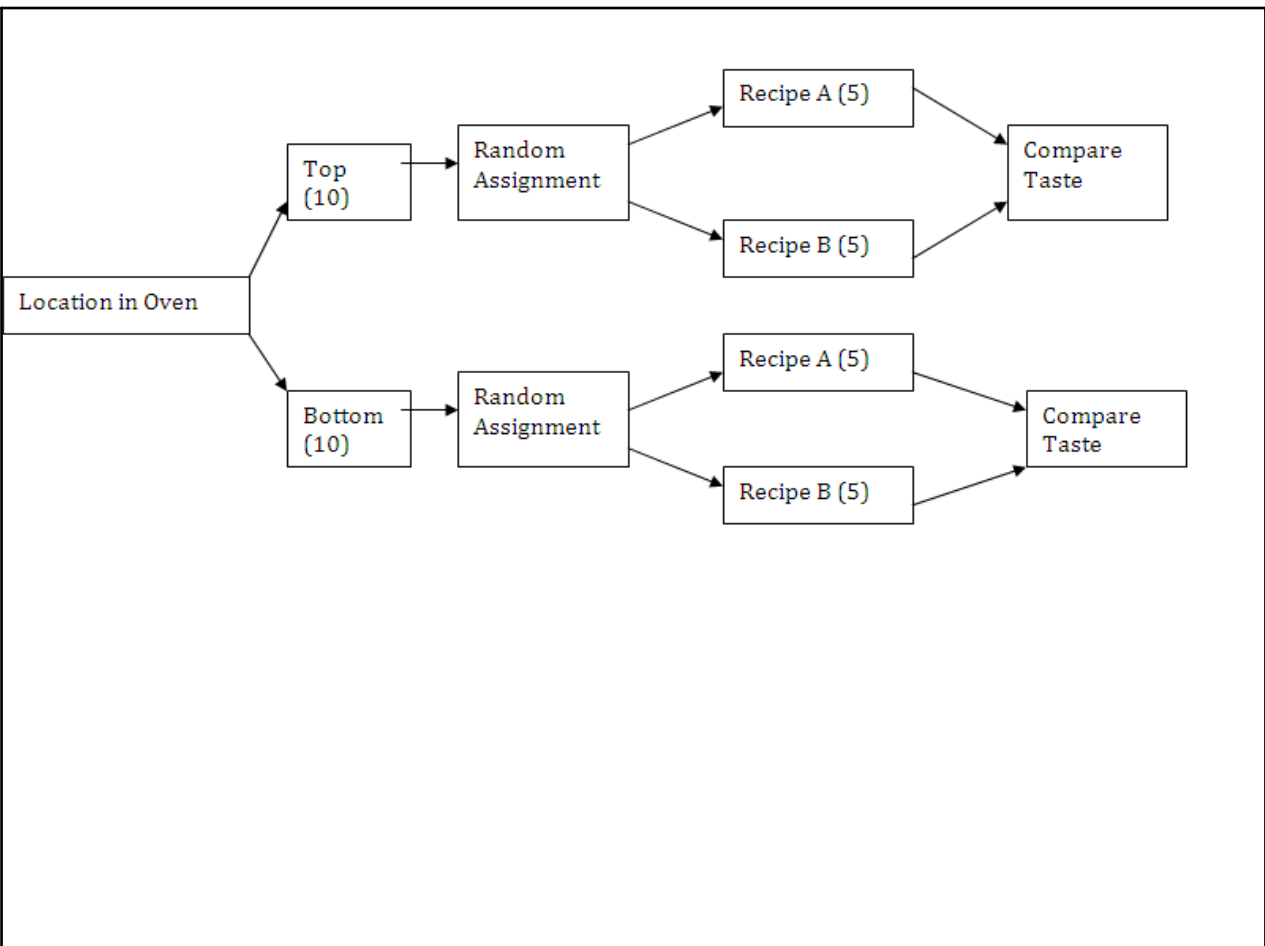 Location in Oven
Top
(10)
Random
Assignment
Recipe A (5)
Recipe B (5)
Compare
Taste
Bottom
(10)
Random
Assignment
Recipe A (5)
Recipe B (5)
Compare
Taste